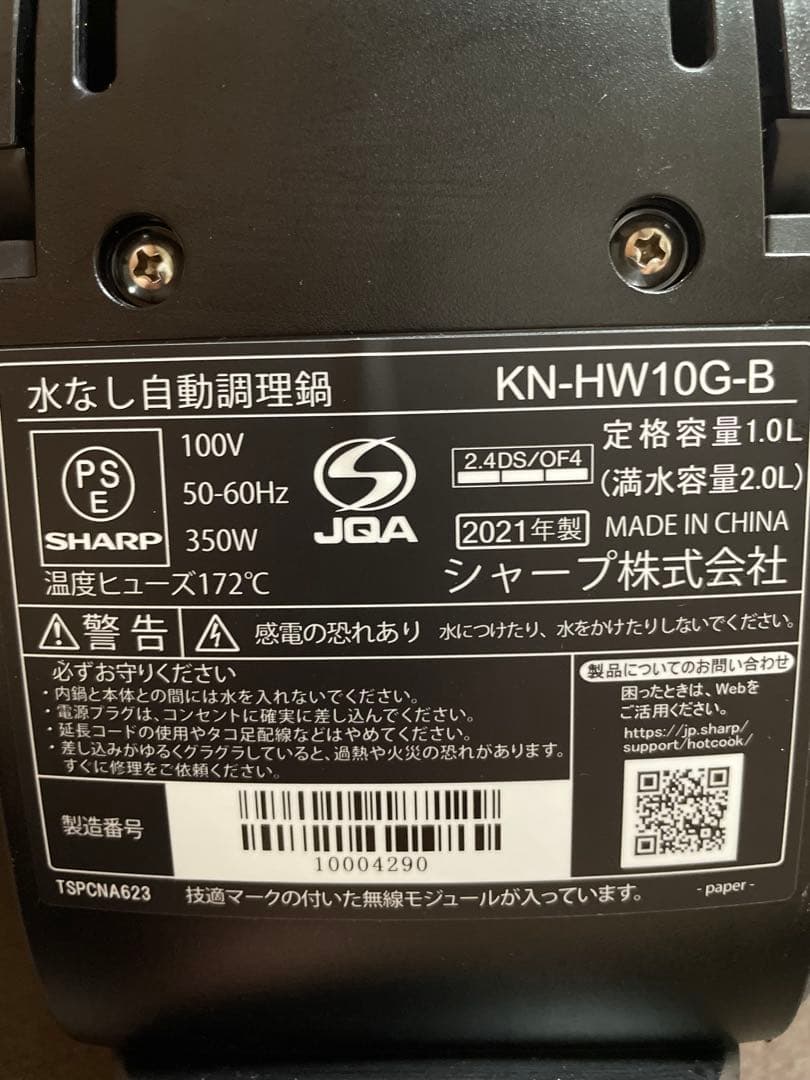 水なし自動調理鍋 KN-HW10G-B
PS
E
SHARP
100V
50-60Hz
350W
温度ヒューズ172℃
JQA
2.4DS/OF4
定格容量1.0L
(満水容量2.0L)
2021年製 MADE IN CHINA
シャープ株式会社
警告 感電の恐れあり 水につけたり、水をかけたりしないでください。
必ずお守りください
・内鍋と本体との間には水を入れないでください。
・電源プラグは、コンセントに確実に差し込んでください。
・延長コードの使用やタコ足配線などはやめてください。
・差し込みがゆるくグラグラしていると、過熱や火災の恐れがあります。
すぐに修理をご依頼ください。
製品についてのお問い合わせ
困ったときは、Webを
ご活用ください。
https://jp.sharp/
support/hotcook/
製造番号
10004290
TSPCNA623 技適マークの付いた無線モジュールが入っています。 - paper -